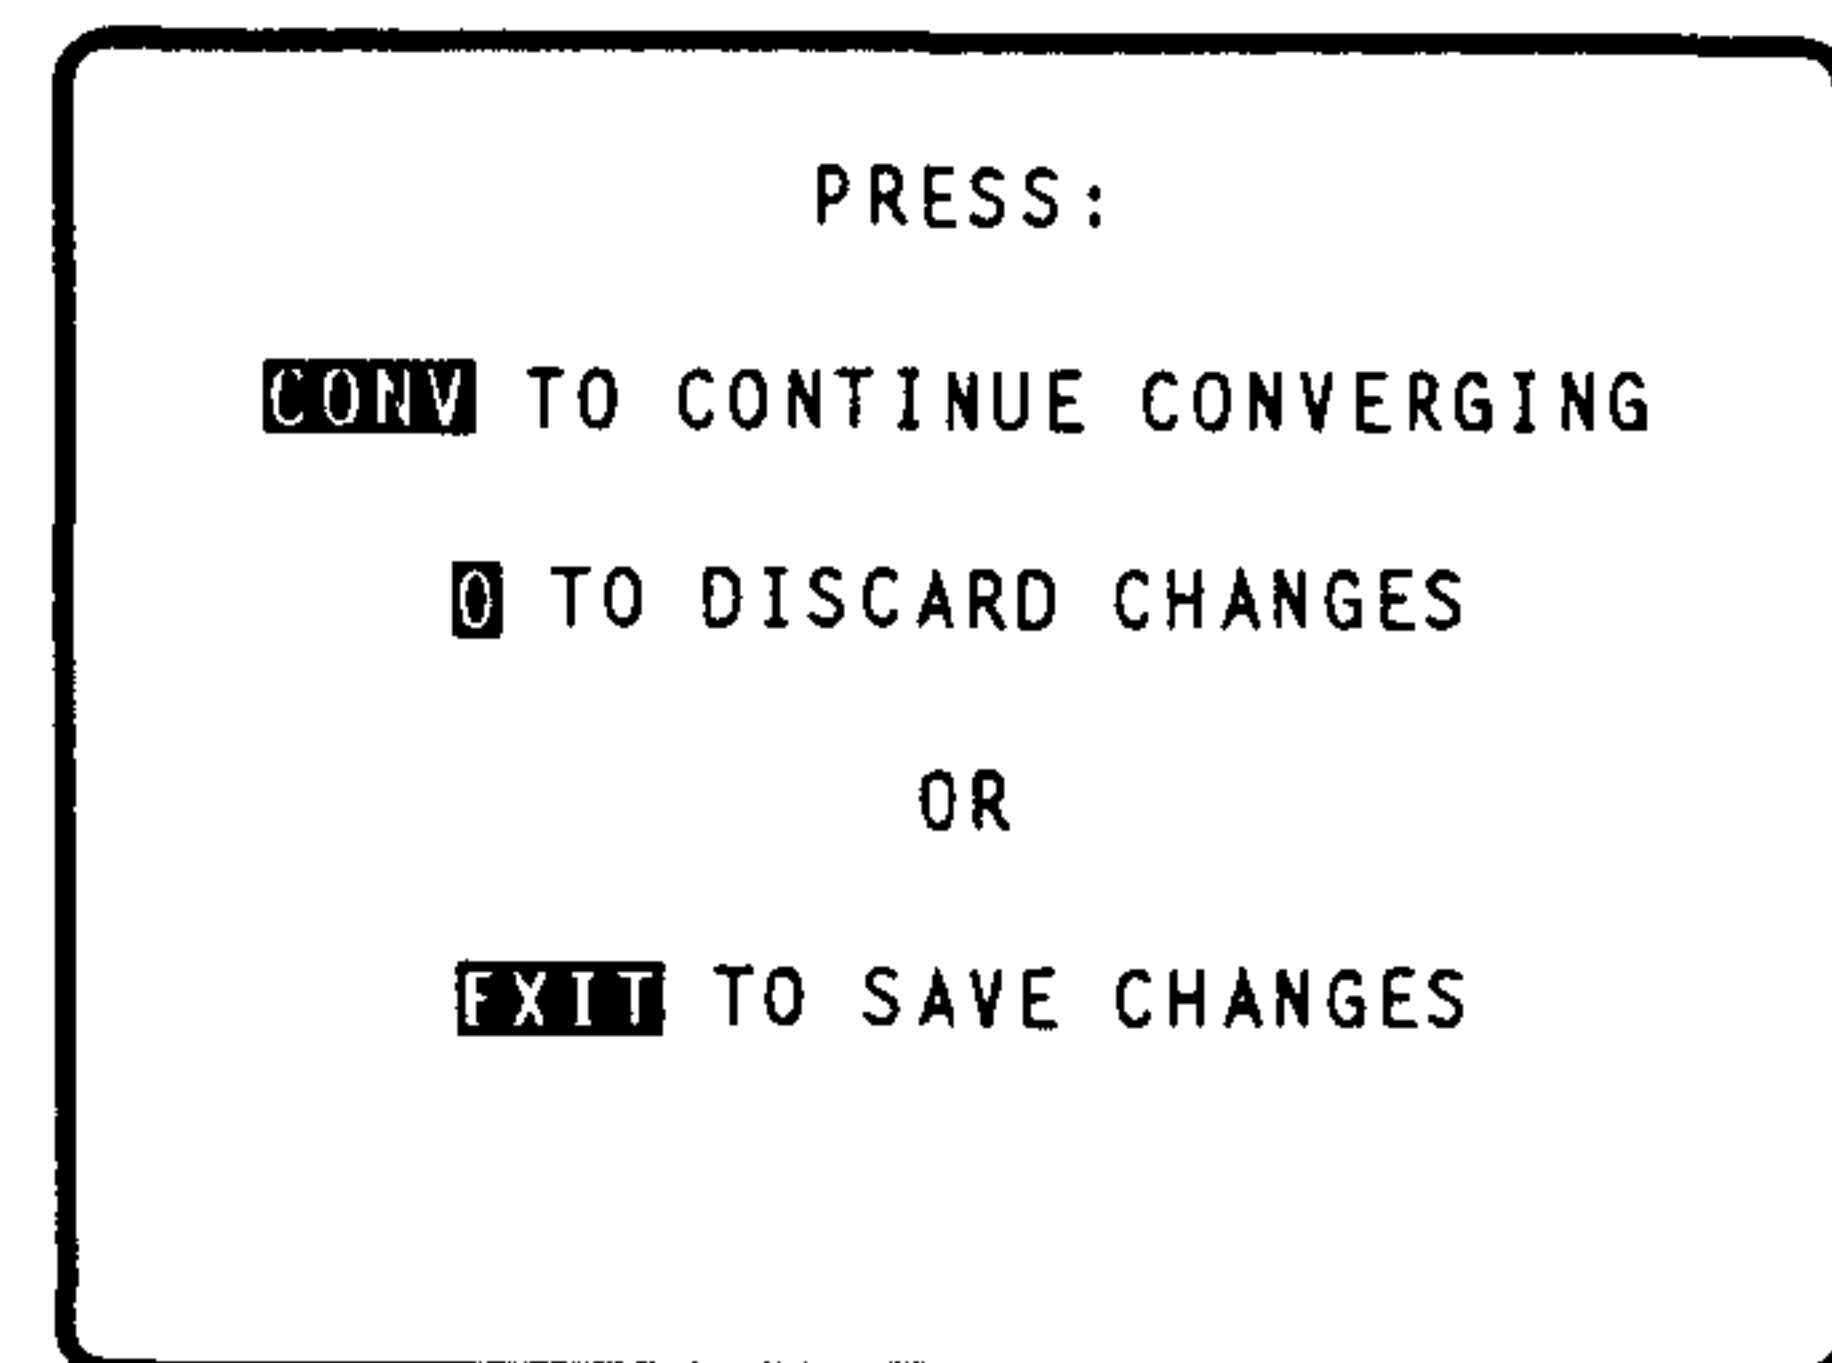 PRESS:
CONV TO CONTINUE CONVERGING
0 TO DISCARD CHANGES
OR
EXIT TO SAVE CHANGES